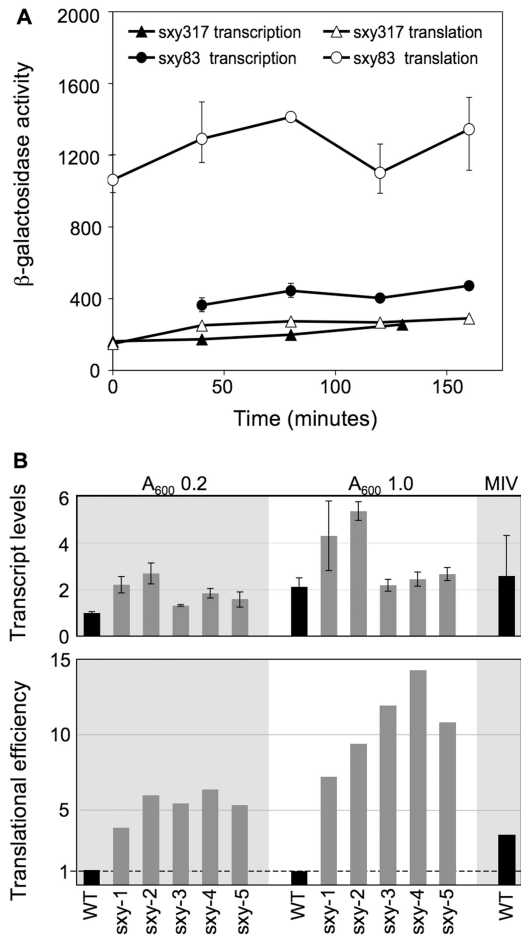 A
2000
sxy317 transcription
sxy317 translation
sxy83 transcription
sxy83 translation
1600
1200
800
400
0
β-galactosidase activity
0
50
100
150
Time (minutes)
B
A600 0.2
A600 1.0
MIV
6
4
2
0
Transcript levels
15
10
5
1
Translational efficiency
WT
sxy-1
sxy-2
sxy-3
sxy-4
sxy-5
WT
sxy-1
sxy-2
sxy-3
sxy-4
sxy-5
WT